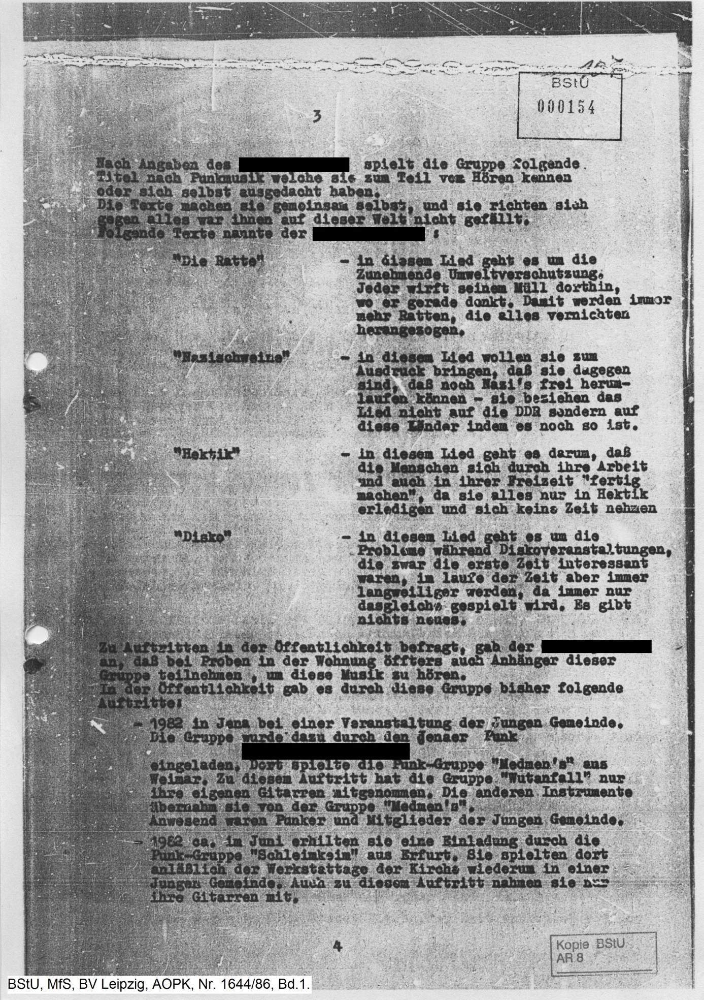 BStU
000154
3
Nach Angaben des spielt die Gruppe folgende
Titel nach Punkmusik welche sie zum Teil vom Hören kennen
oder sich selbst ausgedacht haben.
Die Texte machen sie gemeinsam selbst, und sie richten sich
gegen alles war ihnen auf dieser Welt nicht gefällt.
Folgende Texte nannte der :
"Die Ratte" - in diesem Lied geht es um die
Zunehmende Umweltverschutzung.
Jeder wirft seinem Müll dorthin,
wo er gerade denkt. Damit werden immer
mehr Ratten, die alles vernichten
herangezogen.
"Nazischweine" - in diesem Lied wollen sie zum
Ausdruck bringen, daß sie dagegen
sind, daß noch Nazi's frei herum-
laufen können - sie beziehen das
Lied nicht auf die DDR sondern auf
diese Länder indem es noch so ist.
"Hektik" - in diesem Lied geht es darum, daß
die Menschen sich durch ihre Arbeit
und auch in ihrer Freizeit "fertig
machen", da sie alles nur in Hektik
erledigen und sich keine Zeit nehmen
"Disko" - in diesem Lied geht es um die
Probleme während Diskoveranstaltungen,
die zwar die erste Zeit interessant
waren, im laufe der Zeit aber immer
langweiliger werden, da immer nur
dasgleiche gespielt wird. Es gibt
nichts neues.
Zu Auftritten in der Öffentlichkeit befragt, gab der
an, daß bei Proben in der Wohnung öffters auch Anhänger dieser
Gruppe teilnehmen , um diese Musik zu hören.
In der Öffentlichkeit gab es durch diese Gruppe bisher folgende
Auftritte:
- 1982 in Jena bei einer Veranstaltung der Jungen Gemeinde.
Die Gruppe wurde dazu durch den Jenaer Punk
eingeladen. Dort spielte die Punk-Gruppe "Medmen's" aus
Weimar. Zu diesem Auftritt hat die Gruppe "Wutanfall" nur
ihre eigenen Gitarren mitgenommen. Die anderen Instrumente
übernahm sie von der Gruppe "Medmen's".
Anwesend waren Punker und Mitglieder der Jungen Gemeinde.
- 1982 ca. im Juni erhilten sie eine Einladung durch die
Punk-Gruppe "Schleimkeim" aus Erfurt. Sie spielten dort
anläßlich der Werkstattage der Kirche wiederum in einer
Jungen Gemeinde. Auch zu diesem Auftritt nahmen sie nur
ihre Gitarren mit.
4
Kopie BStU
AR 8
BStU, MfS, BV Leipzig, AOPK, Nr. 1644/86, Bd.1.